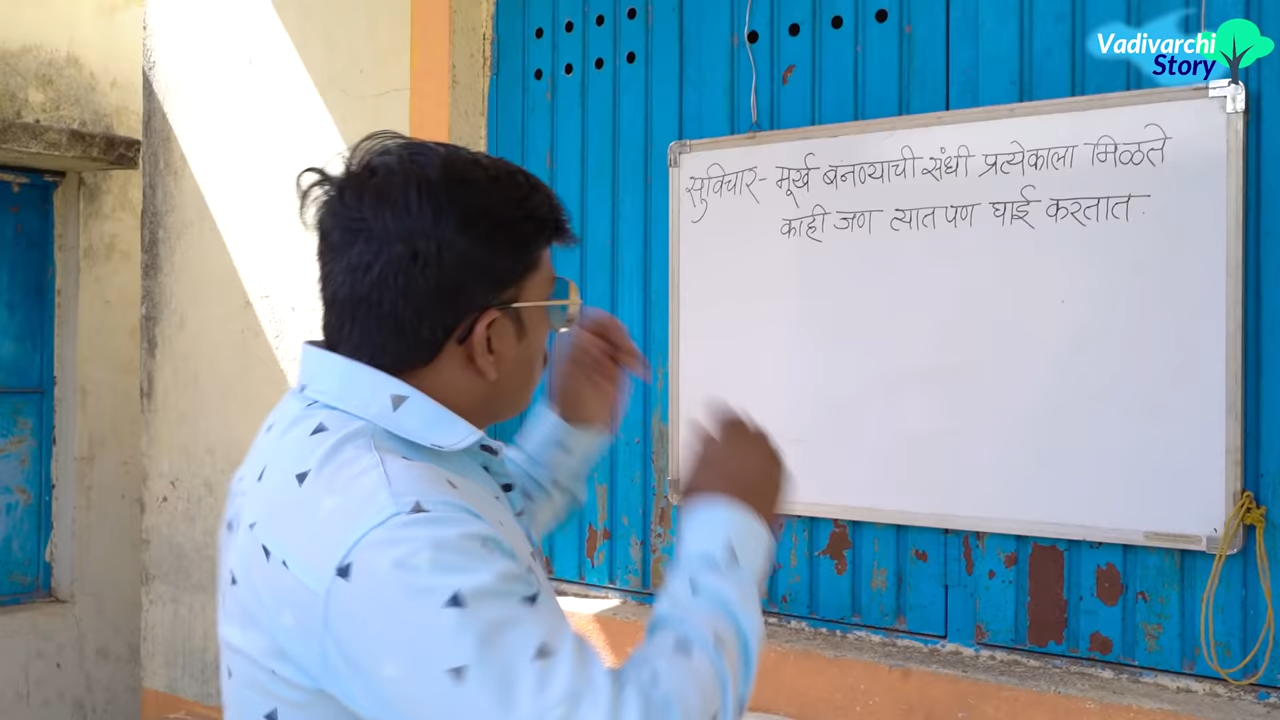 Vadivarchi
Story
सुविचार - मूर्ख बनण्याची संधी प्रत्येकाला मिळते
काही जण त्यातपण घाई करतात.